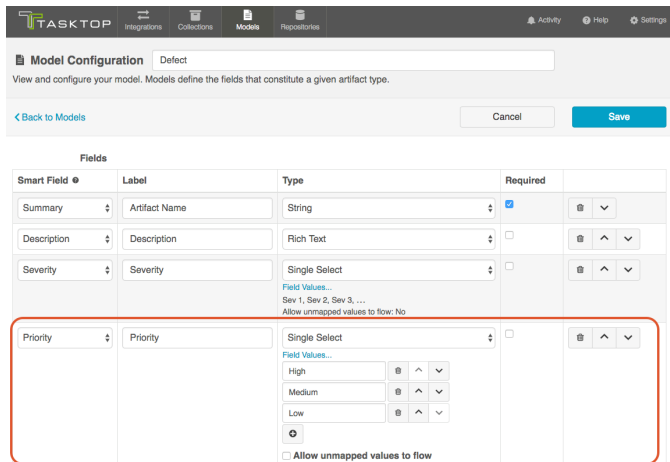 TASKTOP
Integrations
Collections
Models
Repositories
Activity
Help
Settings
Model Configuration
Defect
View and configure your model. Models define the fields that constitute a given artifact type.
Back to Models
Cancel
Save
Fields
Smart Field
Label
Type
Required
Summary
Artifact Name
String
Description
Description
Rich Text
Severity
Severity
Single Select
Field Values...
Sev 1, Sev 2, Sev 3, ...
Allow unmapped values to flow: No
Priority
Priority
Single Select
Field Values...
High
Medium
Low
Allow unmapped values to flow